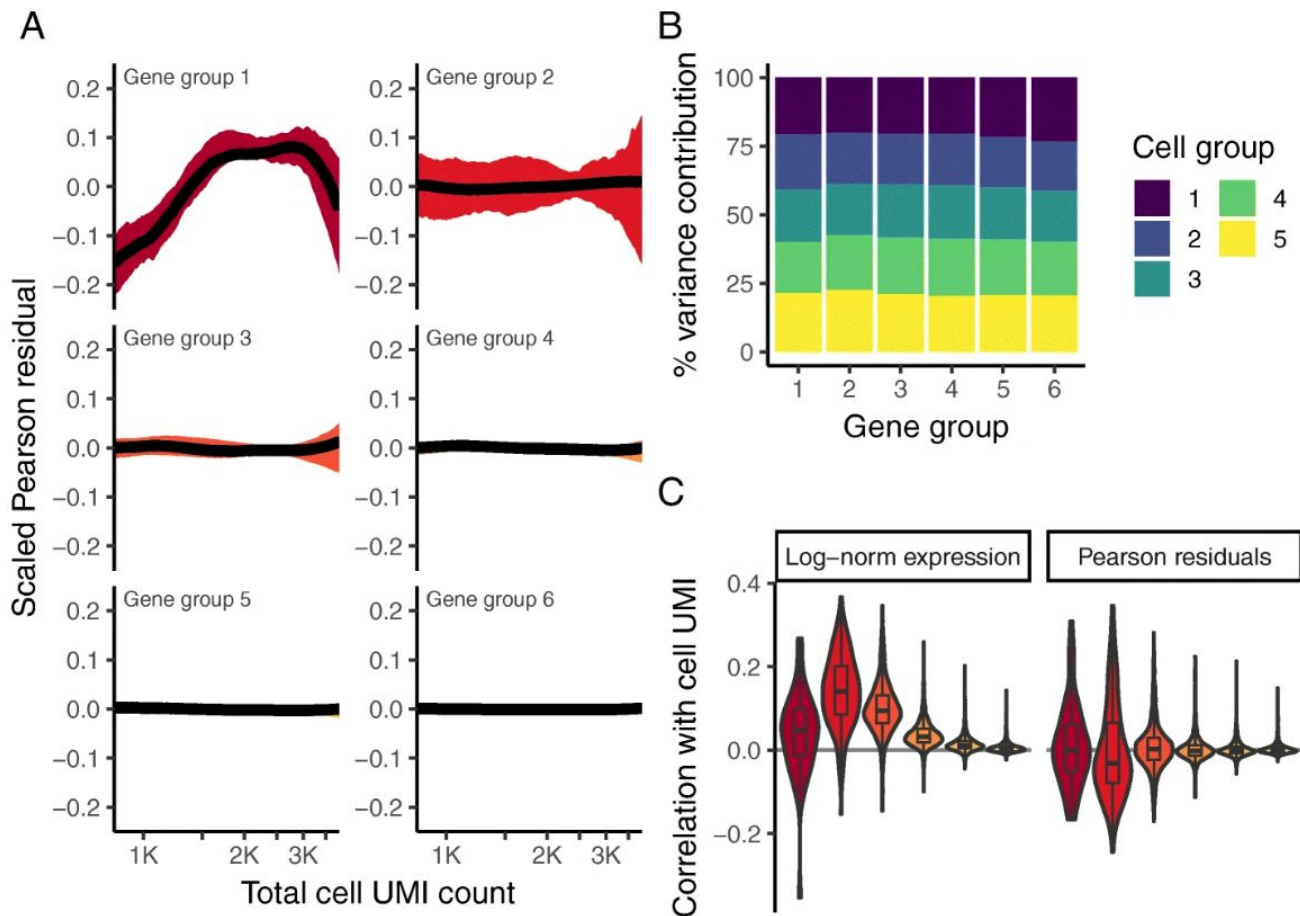 A
Scaled Pearson residual
Gene group 1
0.2
0.1
0.0
−0.1
−0.2
Gene group 2
0.2
0.1
0.0
−0.1
−0.2
Gene group 3
0.2
0.1
0.0
−0.1
−0.2
Gene group 4
0.2
0.1
0.0
−0.1
−0.2
Gene group 5
0.2
0.1
0.0
−0.1
−0.2
Gene group 6
0.2
0.1
0.0
−0.1
−0.2
1K 2K 3K
1K 2K 3K
Total cell UMI count
B
% variance contribution
100
75
50
25
0
1 2 3 4 5 6
Gene group
Cell group
1 4
2 5
3
C
Correlation with cell UMI
Log−norm expression
Pearson residuals
0.4
0.2
0.0
−0.2